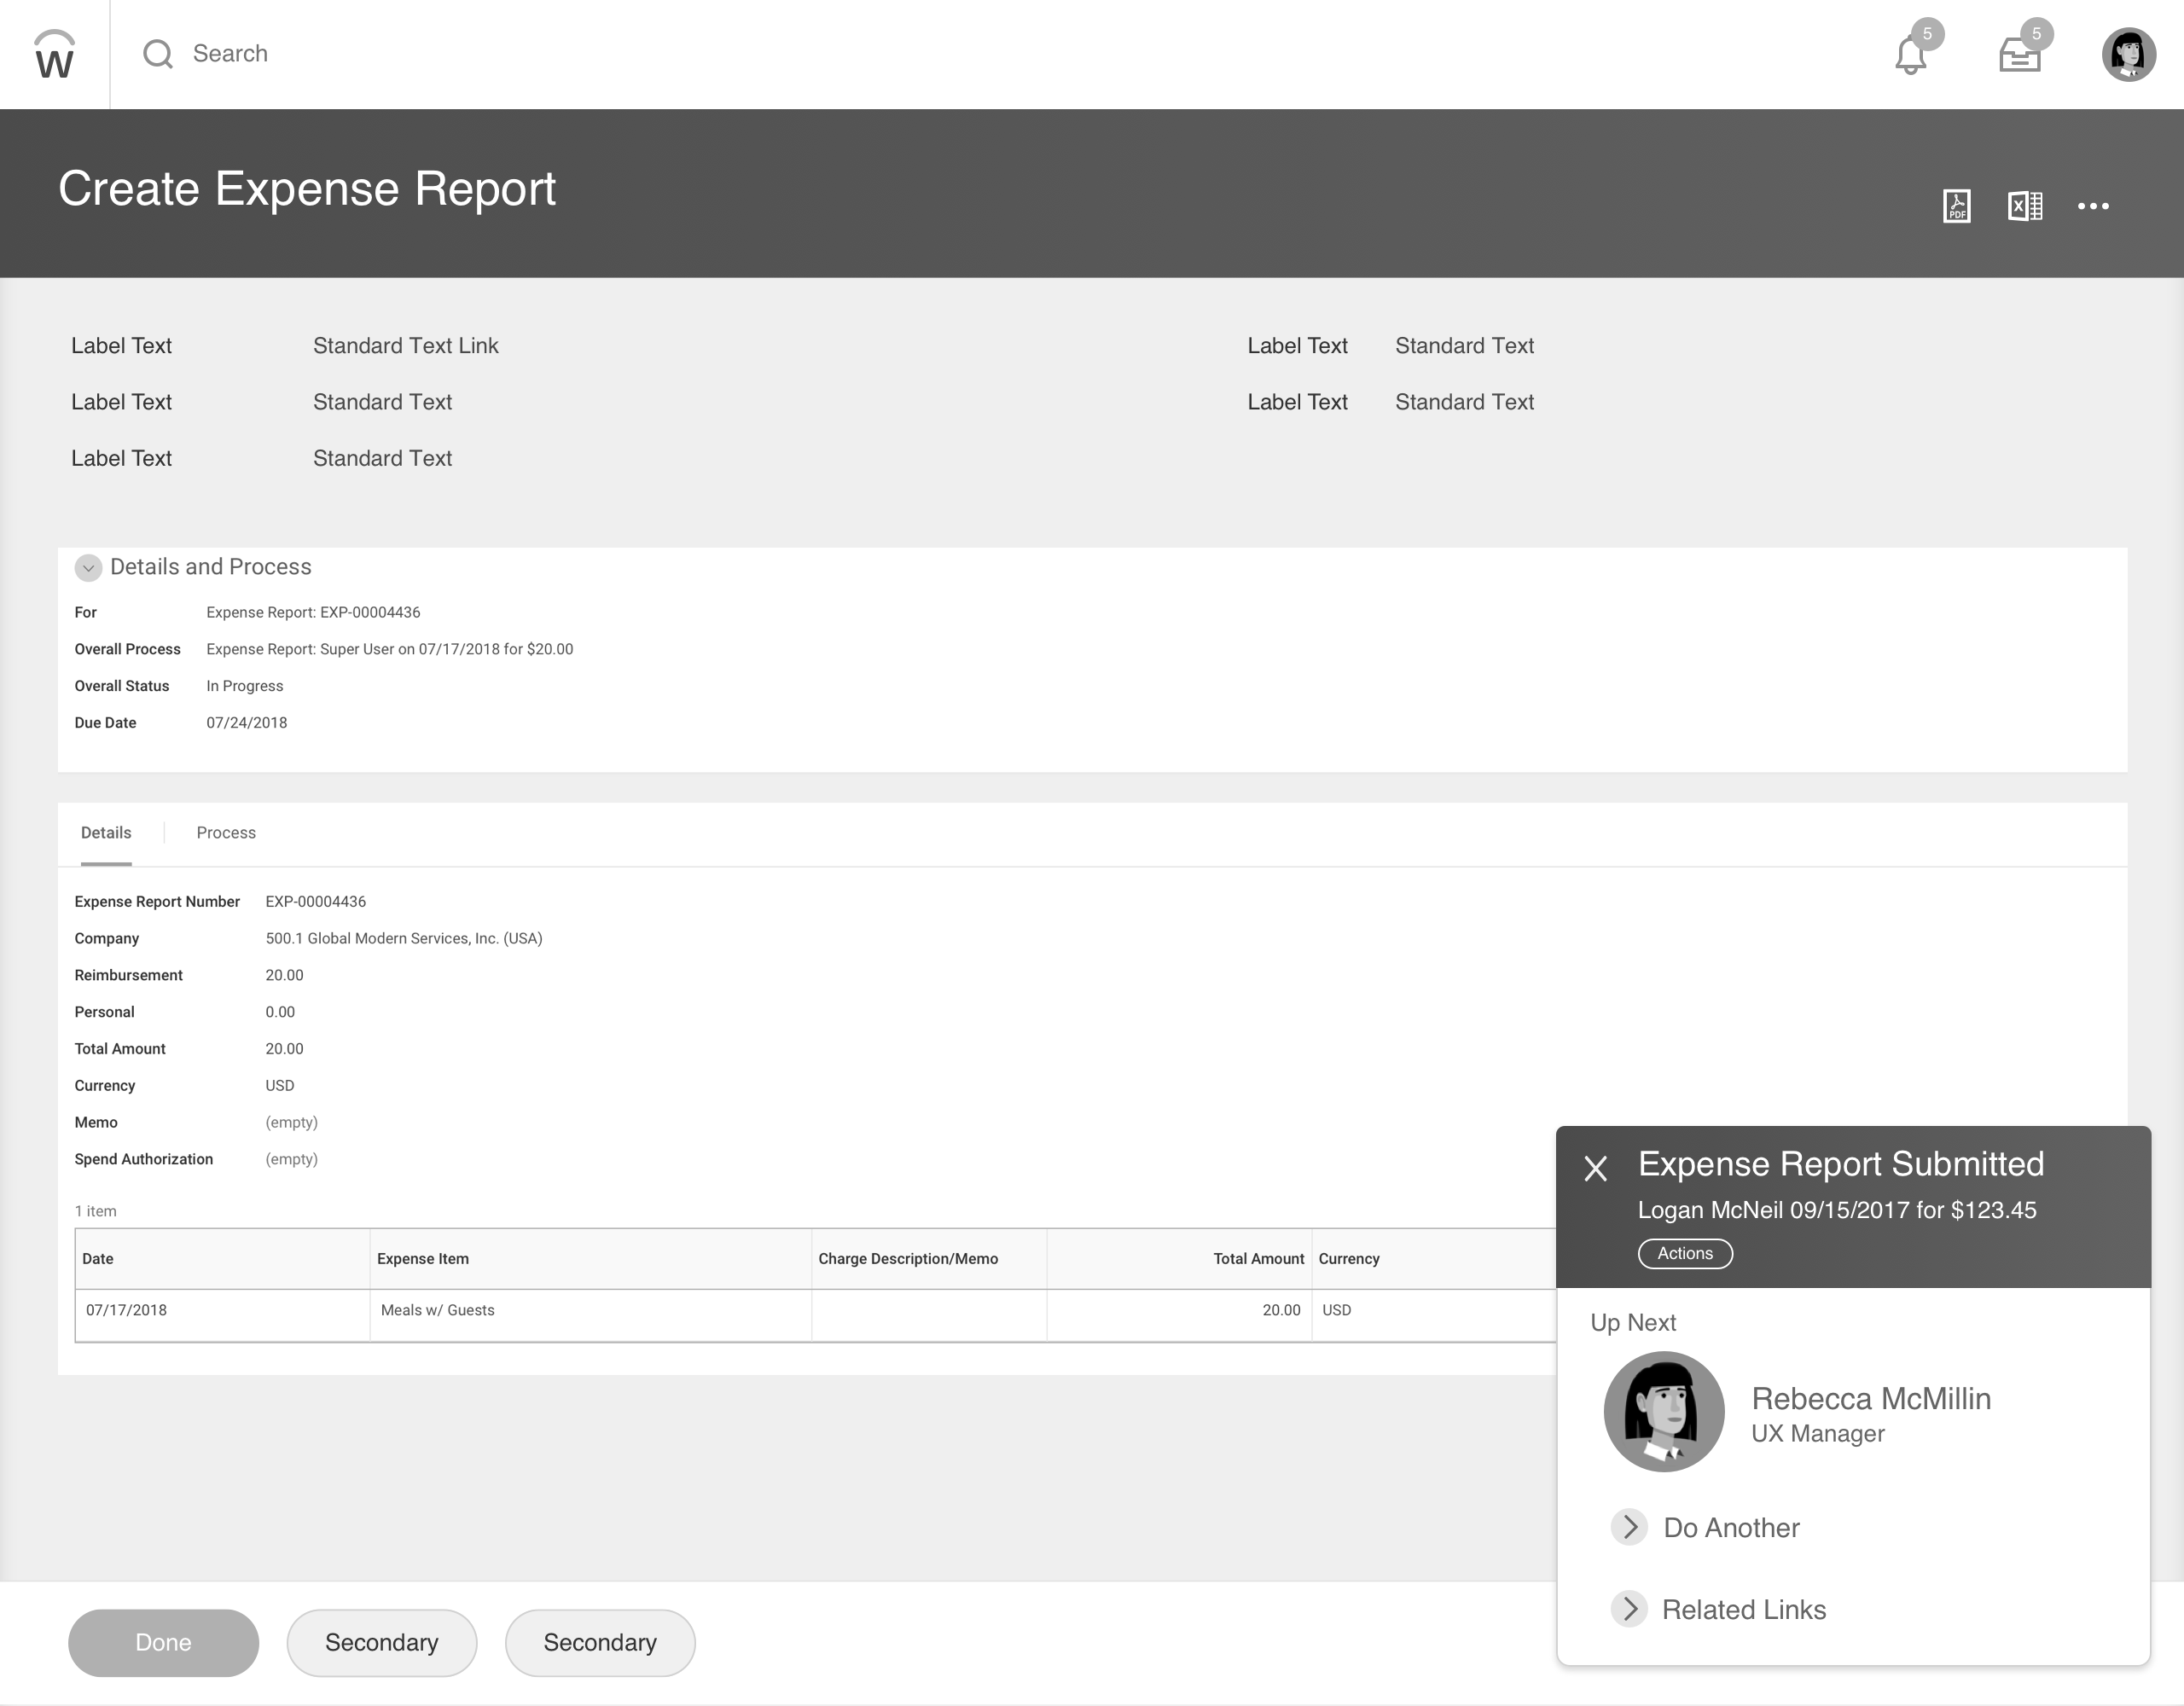 w
Search
5
5
Create Expense Report
PDF
X
Label Text Standard Text Link Label Text Standard Text
Label Text Standard Text Label Text Standard Text
Label Text Standard Text
Details and Process
For Expense Report: EXP-00004436
Overall Process Expense Report: Super User on 07/17/2018 for $20.00
Overall Status In Progress
Due Date 07/24/2018
Details Process
Expense Report Number EXP-00004436
Company 500.1 Global Modern Services, Inc. (USA)
Reimbursement 20.00
Personal 0.00
Total Amount 20.00
Currency USD
Memo (empty)
Spend Authorization (empty)
1 item
Date Expense Item Charge Description/Memo Total Amount Currency
07/17/2018 Meals w/ Guests 20.00 USD
Expense Report Submitted
Logan McNeil 09/15/2017 for $123.45
Actions
Up Next
Rebecca McMillin
UX Manager
Do Another
Related Links
Done Secondary Secondary